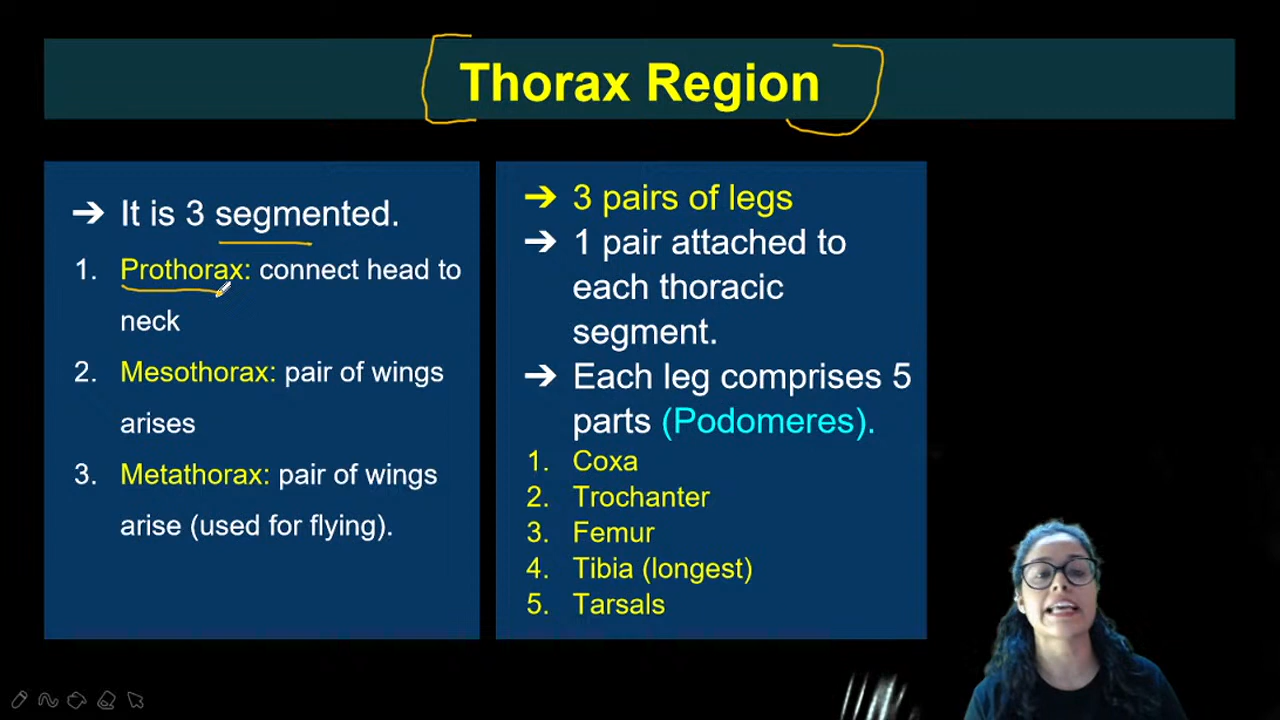 Thorax Region
➔ It is 3 segmented.
1. Prothorax: connect head to
neck
2. Mesothorax: pair of wings
arises
3. Metathorax: pair of wings
arise (used for flying).
➔ 3 pairs of legs
➔ 1 pair attached to
each thoracic
segment.
➔ Each leg comprises 5
parts (Podomeres).
1. Coxa
2. Trochanter
3. Femur
4. Tibia (longest)
5. Tarsals